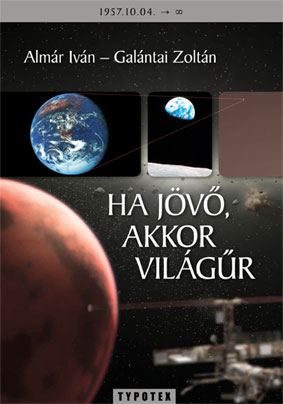 1957.10.04. → ∞
Almár Iván – Galántai Zoltán
HA JÖVŐ,
AKKOR
VILÁGŰR
TYPOTEX